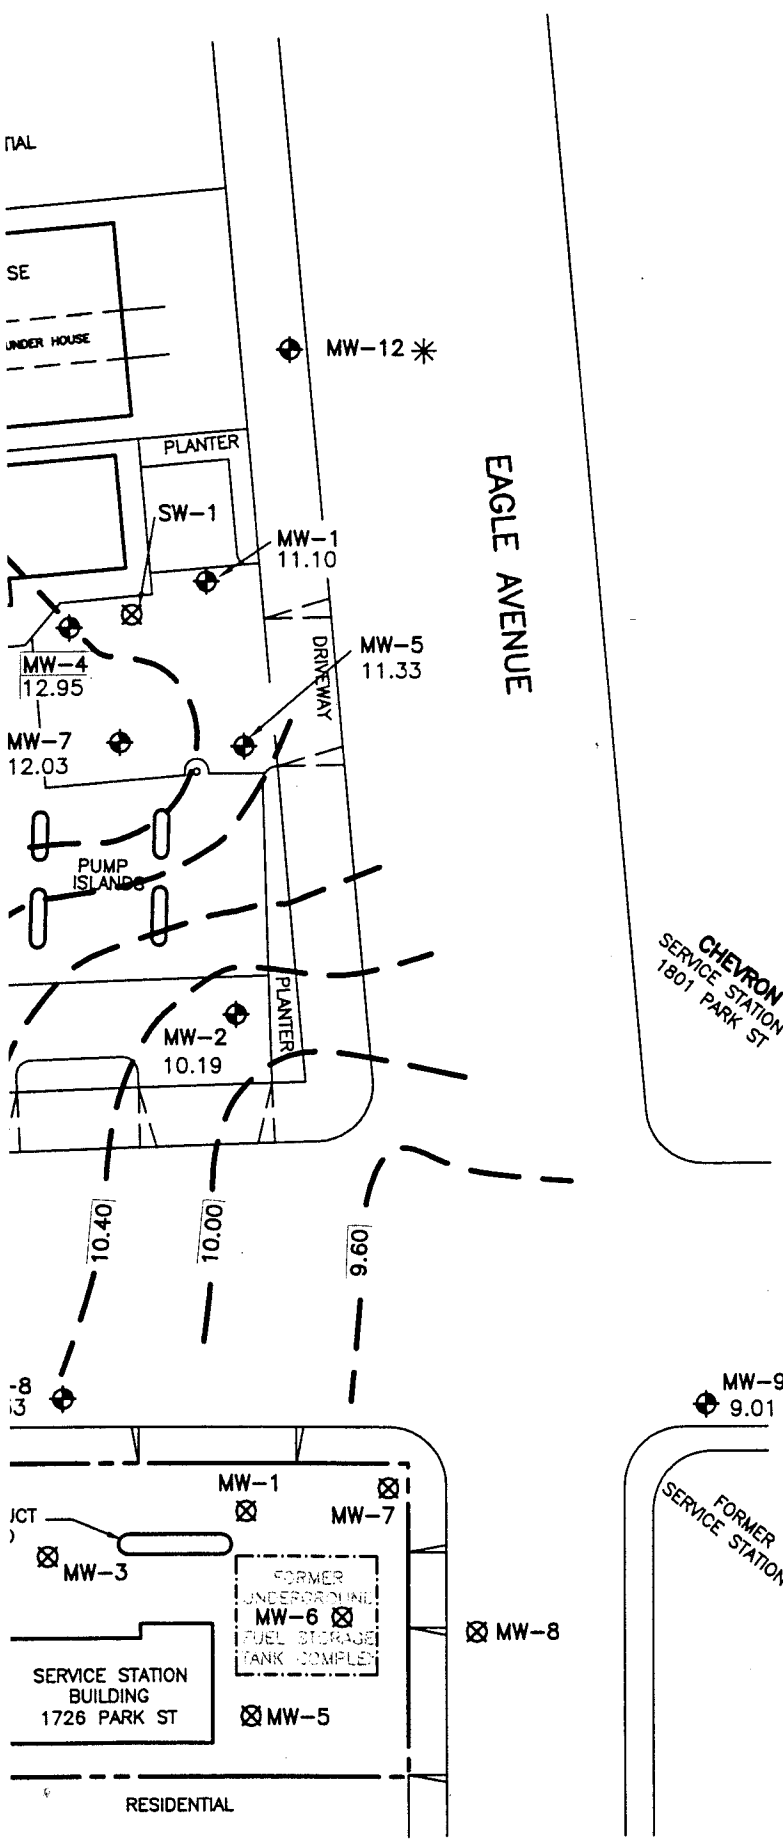 SE
UNDER HOUSE
MW-12 *
PLANTER
SW-1
MW-1
11.10
EAGLE AVENUE
MW-5
11.33
MW-4
12.95
DRIVEWAY
MW-7
12.03
PUMP
ISLANDS
CHEVRON
SERVICE STATION
1801 PARK ST
PLANTER
MW-2
10.19
10.40
10.00
9.60
-8
MW-9
9.01
MW-1
MW-7
FORMER
SERVICE STATION
MW-3
FORMER
UNDERGROUND
MW-6
FUEL STORAGE
TANK COMPLEX
MW-8
SERVICE STATION
BUILDING
1726 PARK ST
MW-5
RESIDENTIAL